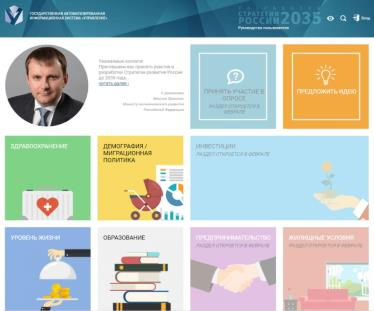 ГОСУДАРСТВЕННАЯ АВТОМАТИЗИРОВАННАЯ
ИНФОРМАЦИОННАЯ СИСТЕМА «УПРАВЛЕНИЕ»
СТРАТЕГИИ
РОССИИ 2035
Руководство пользователя
Вход
Уважаемые коллеги!
Приглашаем вас принять участие в
разработке Стратегии развития России
до 2035 года...
читать далее
С уважением
Максим Орешкин
Министр экономического развития
Российской Федерации
ПРИНЯТЬ УЧАСТИЕ В
ОПРОСЕ
РАЗДЕЛ ОТКРОЕТСЯ В
ФЕВРАЛЕ
ПРЕДЛОЖИТЬ ИДЕЮ
ЗДРАВООХРАНЕНИЕ
ДЕМОГРАФИЯ /
МИГРАЦИОННАЯ
ПОЛИТИКА
ИНВЕСТИЦИИ
РАЗДЕЛ ОТКРОЕТСЯ В ФЕВРАЛЕ
УРОВЕНЬ ЖИЗНИ
ОБРАЗОВАНИЕ
ПРЕДПРИНИМАТЕЛЬСТВО
РАЗДЕЛ ОТКРОЕТСЯ В ФЕВРАЛЕ
ЖИЛИЩНЫЕ УСЛОВИЯ
РАЗДЕЛ ОТКРОЕТСЯ В ФЕВРАЛЕ